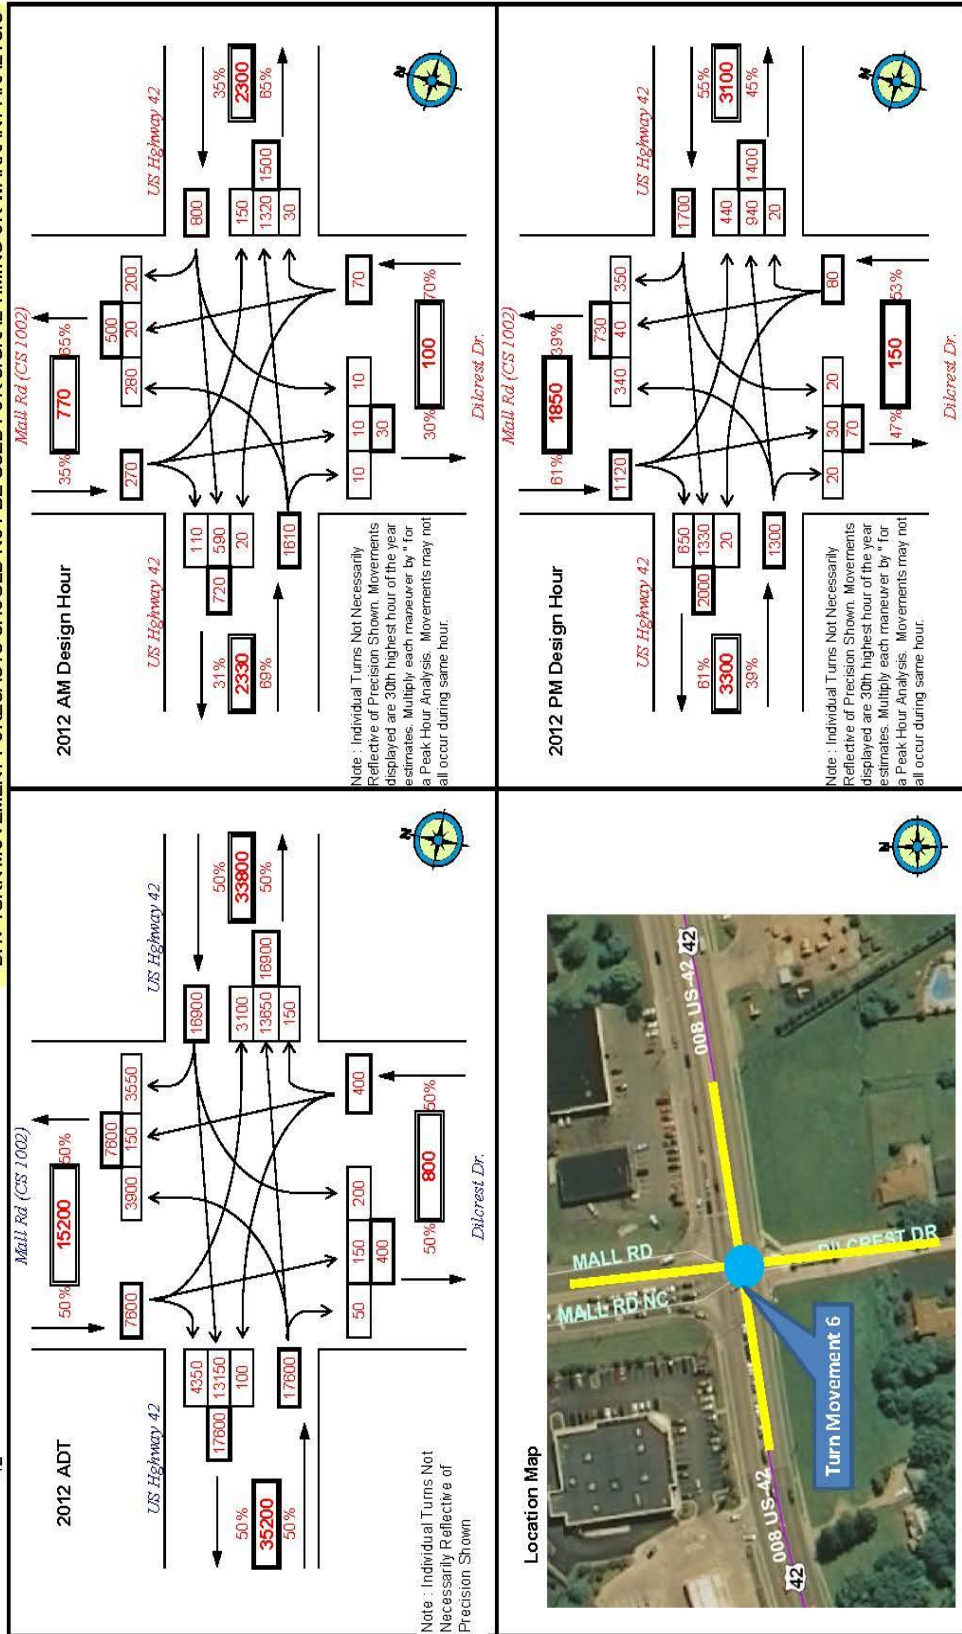 2012 ADT
Mall Rd (CS 1002)
15200
50%
50%
7600
7600
3900
150
3550
US Hghway 42
US Hghway 42
4350
13150
100
17600
17600
50%
35200
50%
16900
3100
13650
150
16900
50%
33800
50%
50
150
200
400
400
50%
800
50%
Dilcrest Dr.
N
Note : Individual Turns Not
Necessarily Reflective of
Precision Shown
2012 AM Design Hour
Mall Rd (CS 1002)
770
35%
65%
270
500
280
20
200
US Hghway 42
US Hghway 42
110
590
20
720
1610
31%
2330
69%
800
150
1320
30
1500
35%
2300
65%
10
10
10
30
70
30%
100
70%
Dilcrest Dr.
N
Note : Individual Turns Not Necessarily
Reflective of Precision Shown. Movements
displayed are 30th highest hour of the year
estimates. Multiply each maneuver by " for
a Peak Hour Analysis. Movements may not
all occur during same hour.
Location Map
MALL RD
MALL RD NC
DILCREST DR
008 US-42
42
008 US-42
42
Turn Movement 6
N
2012 PM Design Hour
Mall Rd (CS 1002)
1850
61%
39%
1120
730
340
40
350
US Hghway 42
US Hghway 42
650
1330
20
2000
1300
61%
3300
39%
1700
440
940
20
1400
55%
3100
45%
20
30
20
70
80
47%
150
53%
Dilcrest Dr.
N
Note : Individual Turns Not Necessarily
Reflective of Precision Shown. Movements
displayed are 30th highest hour of the year
estimates. Multiply each maneuver by " for
a Peak Hour Analysis. Movements may not
all occur during same hour.